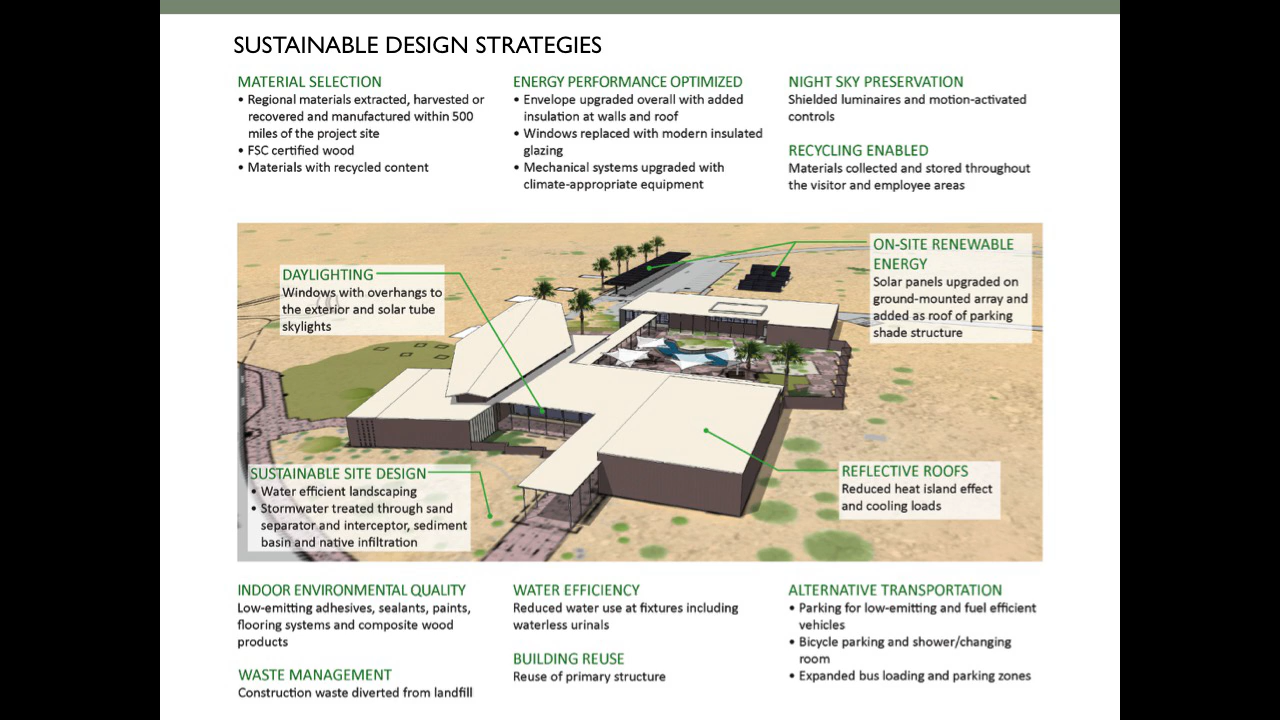 SUSTAINABLE DESIGN STRATEGIES
MATERIAL SELECTION
• Regional materials extracted, harvested or
recovered and manufactured within 500
miles of the project site
• FSC certified wood
• Materials with recycled content
ENERGY PERFORMANCE OPTIMIZED
• Envelope upgraded overall with added
insulation at walls and roof
• Windows replaced with modern insulated
glazing
• Mechanical systems upgraded with
climate-appropriate equipment
NIGHT SKY PRESERVATION
Shielded luminaires and motion-activated
controls
RECYCLING ENABLED
Materials collected and stored throughout
the visitor and employee areas
DAYLIGHTING
Windows with overhangs to
the exterior and solar tube
skylights
ON-SITE RENEWABLE
ENERGY
Solar panels upgraded on
ground-mounted array and
added as roof of parking
shade structure
SUSTAINABLE SITE DESIGN
• Water efficient landscaping
• Stormwater treated through sand
separator and interceptor, sediment
basin and native infiltration
REFLECTIVE ROOFS
Reduced heat island effect
and cooling loads
INDOOR ENVIRONMENTAL QUALITY
Low-emitting adhesives, sealants, paints,
flooring systems and composite wood
products
WASTE MANAGEMENT
Construction waste diverted from landfill
WATER EFFICIENCY
Reduced water use at fixtures including
waterless urinals
BUILDING REUSE
Reuse of primary structure
ALTERNATIVE TRANSPORTATION
• Parking for low-emitting and fuel efficient
vehicles
• Bicycle parking and shower/changing
room
• Expanded bus loading and parking zones